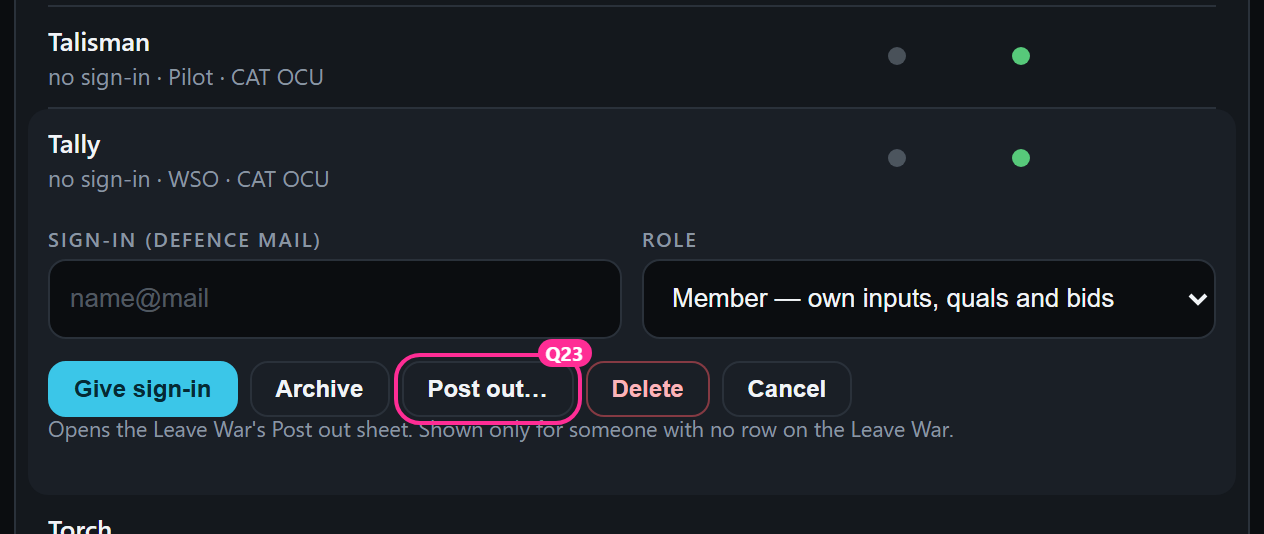 Talisman
no sign-in · Pilot · CAT OCU
Tally
no sign-in · WSO · CAT OCU
SIGN-IN (DEFENCE MAIL) ROLE
name@mail Member — own inputs, quals and bids
Q23
Give sign-in Archive Post out... Delete Cancel
Opens the Leave War's Post out sheet. Shown only for someone with no row on the Leave War.
Torch